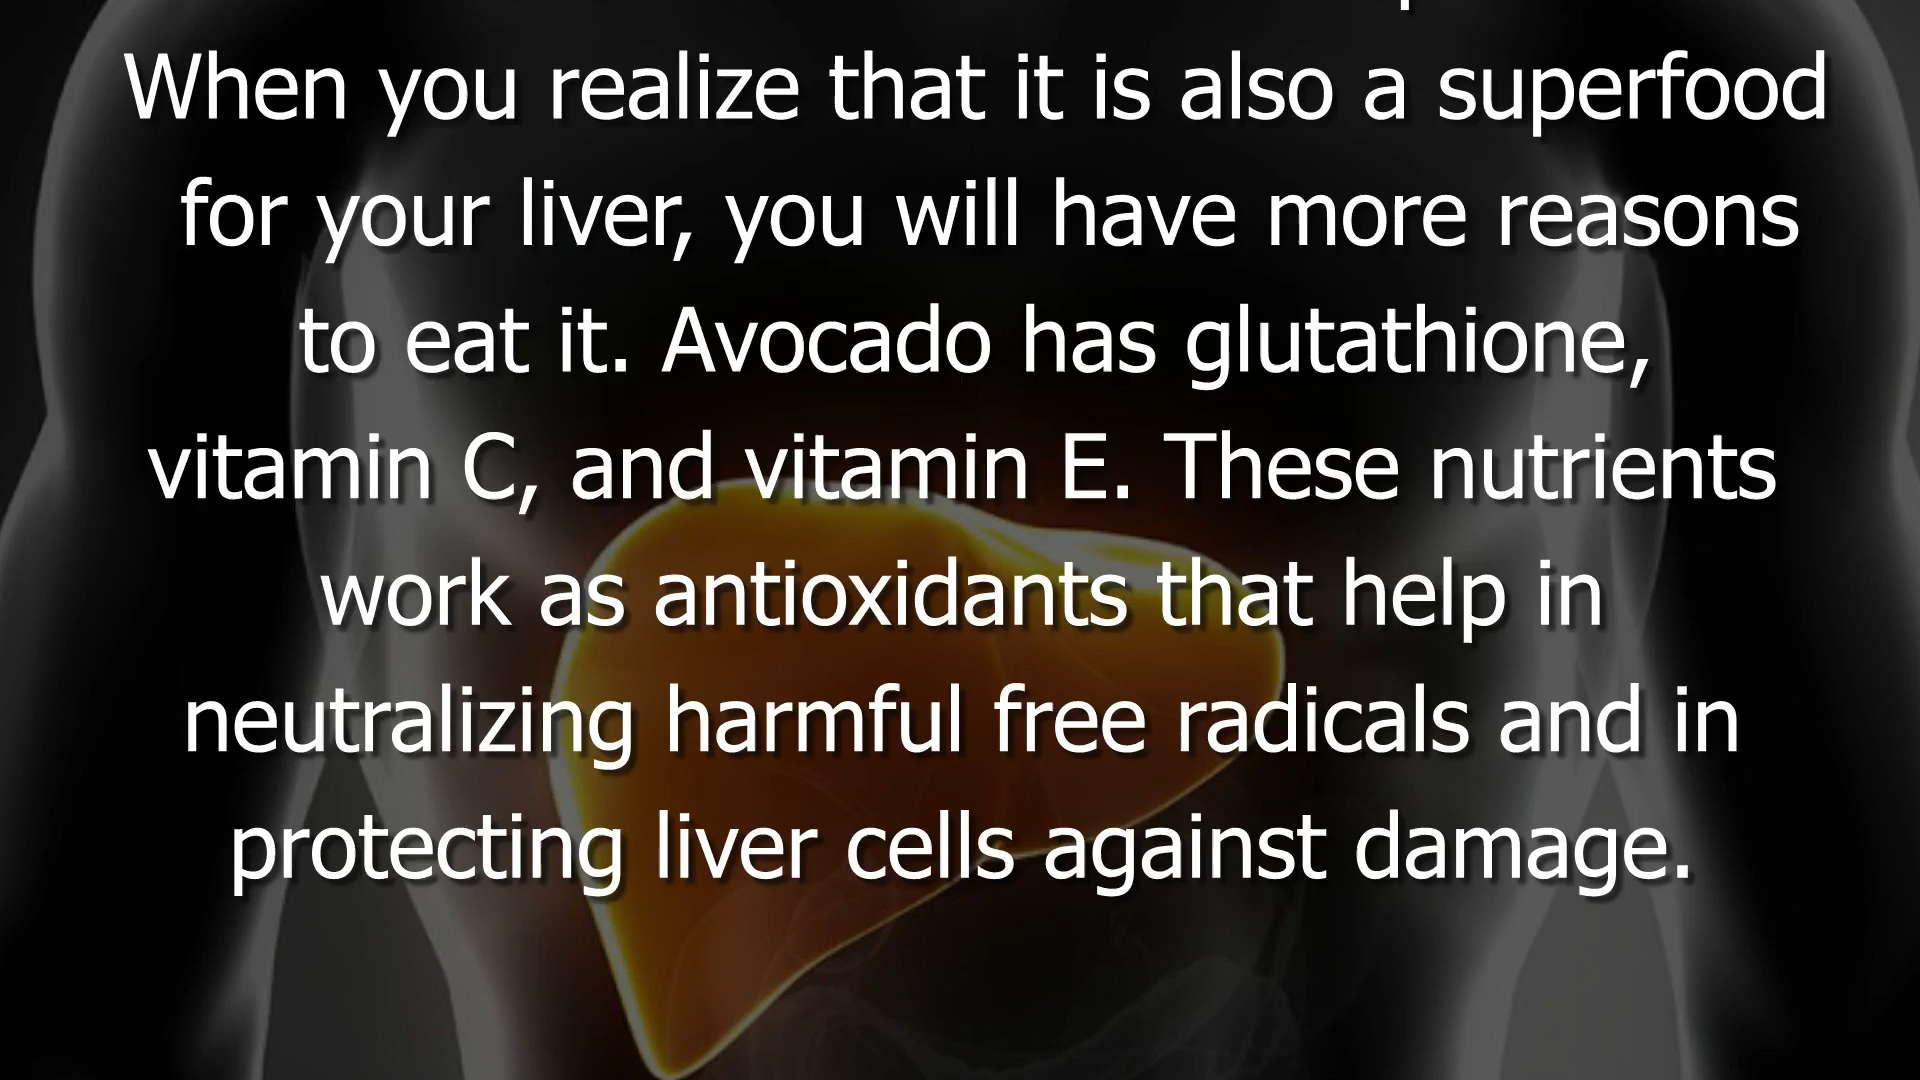 When you realize that it is also a superfood
for your liver, you will have more reasons
to eat it. Avocado has glutathione,
vitamin C, and vitamin E. These nutrients
work as antioxidants that help in
neutralizing harmful free radicals and in
protecting liver cells against damage.